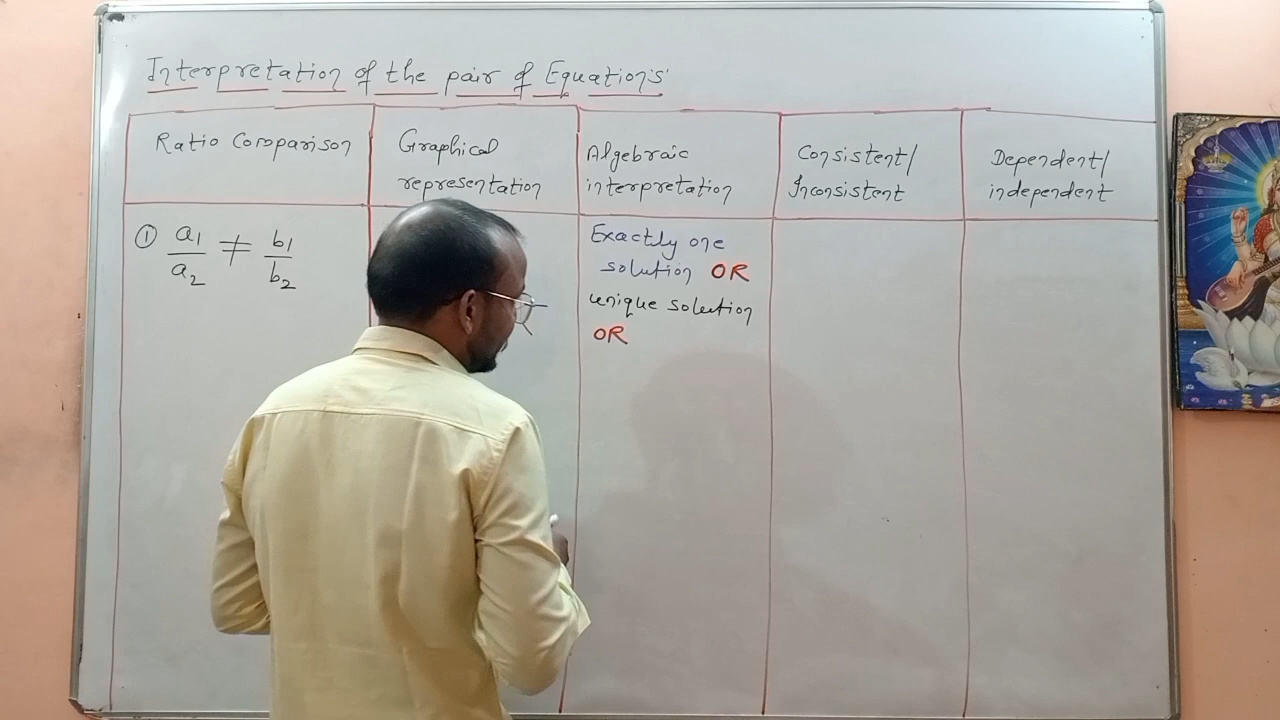 Interpretation of the pair of Equations
Ratio Comparison
Graphical
representation
Algebraic
interpretation
Consistent/
Inconsistent
Dependent/
independent
① a1/a2 ≠ b1/b2
Exactly one
solution OR
unique solution
OR